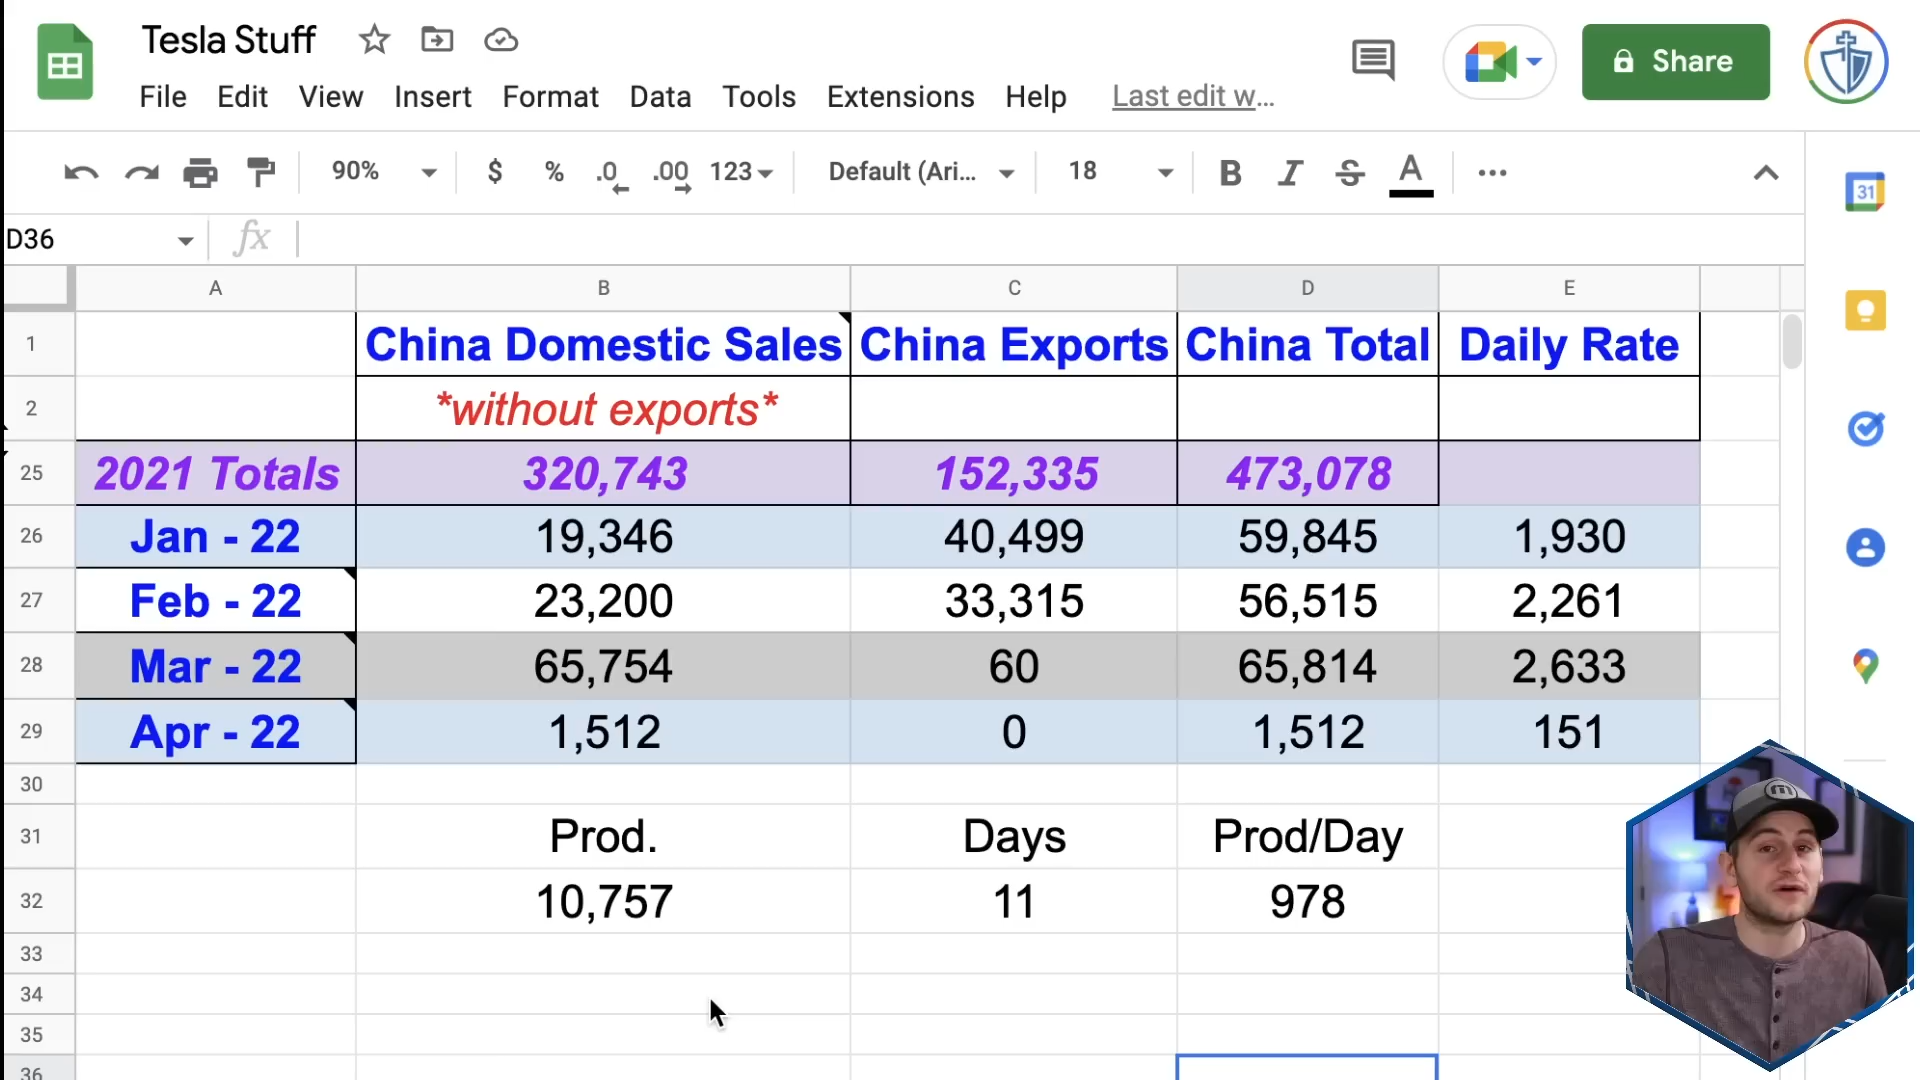 Tesla Stuff
File Edit View Insert Format Data Tools Extensions Help Last edit w...
Share
90% $ % .0 .00 123 Default (Ari... 18 B I S A
31
D36 fx
A B C D E
1 China Domestic Sales China Exports China Total Daily Rate
2 *without exports*
25 2021 Totals 320,743 152,335 473,078
26 Jan - 22 19,346 40,499 59,845 1,930
27 Feb - 22 23,200 33,315 56,515 2,261
28 Mar - 22 65,754 60 65,814 2,633
29 Apr - 22 1,512 0 1,512 151
30
31 Prod. Days Prod/Day
32 10,757 11 978
33
34
35
36